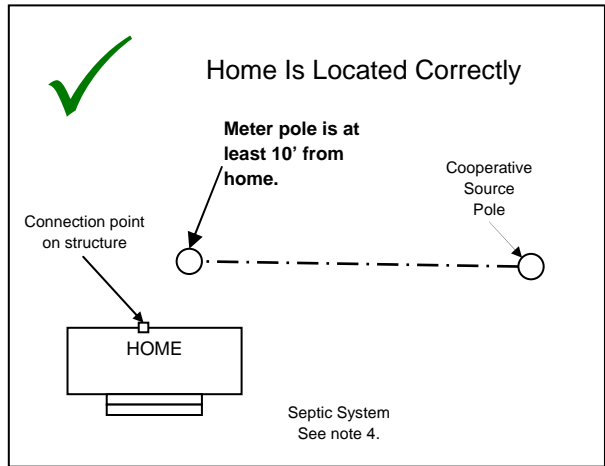 Home Is Located Correctly
Meter pole is at
least 10' from
home.
Cooperative
Source
Pole
Connection point
on structure
HOME
Septic System
See note 4.